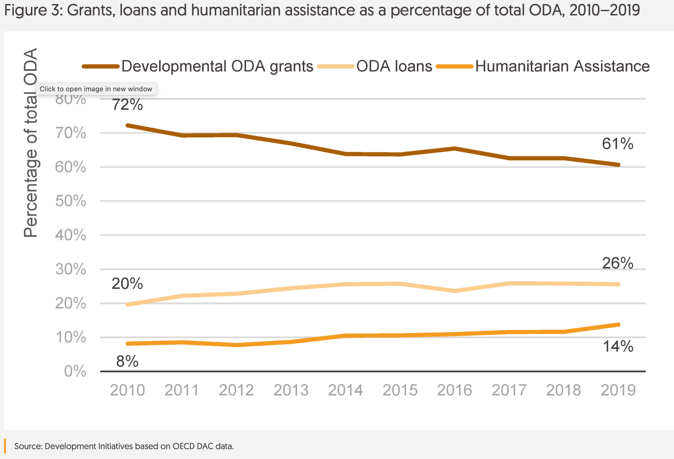 Figure 3: Grants, loans and humanitarian assistance as a percentage of total ODA, 2010–2019
Developmental ODA grants ODA loans Humanitarian Assistance
Percentage of total ODA
Click to open image in new window
80%
72%
70%
61%
60%
50%
40%
30%
26%
20%
20%
10%
14%
8%
0%
2010 2011 2012 2013 2014 2015 2016 2017 2018 2019
Source: Development Initiatives based on OECD DAC data.